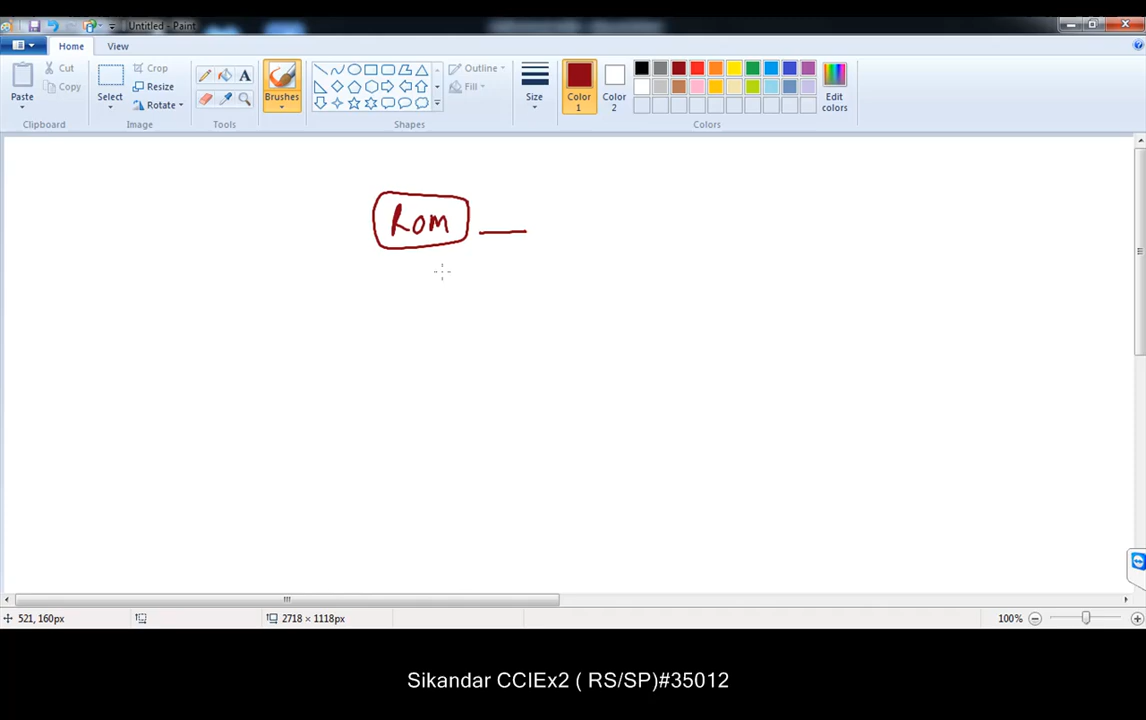 Untitled - Paint
Home View
Cut
Copy
Paste
Clipboard
Crop
Resize
Rotate
Select
Image
Tools
Brushes
Outline
Fill
Shapes
Size
Color 1
Color 2
Edit colors
Colors
Rom
521, 160px
2718 × 1118px
100%
Sikandar CCIEx2 ( RS/SP)#35012